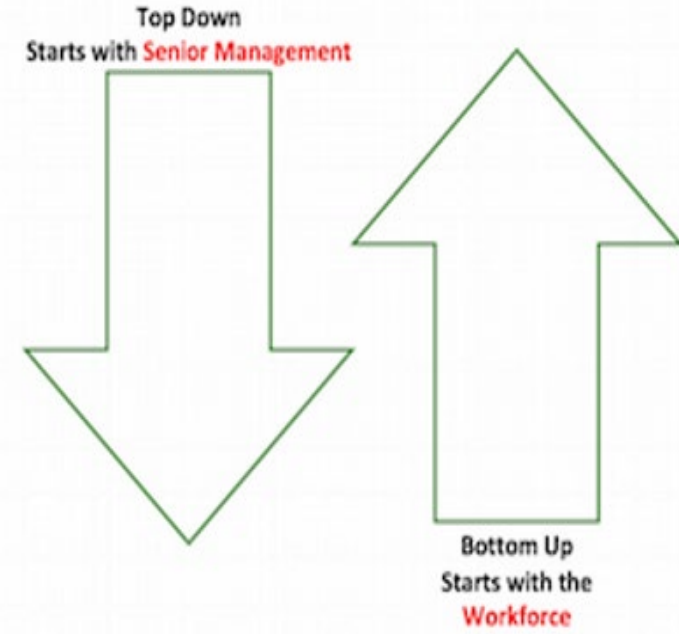 Top Down
Starts with Senior Management
Bottom Up
Starts with the
Workforce